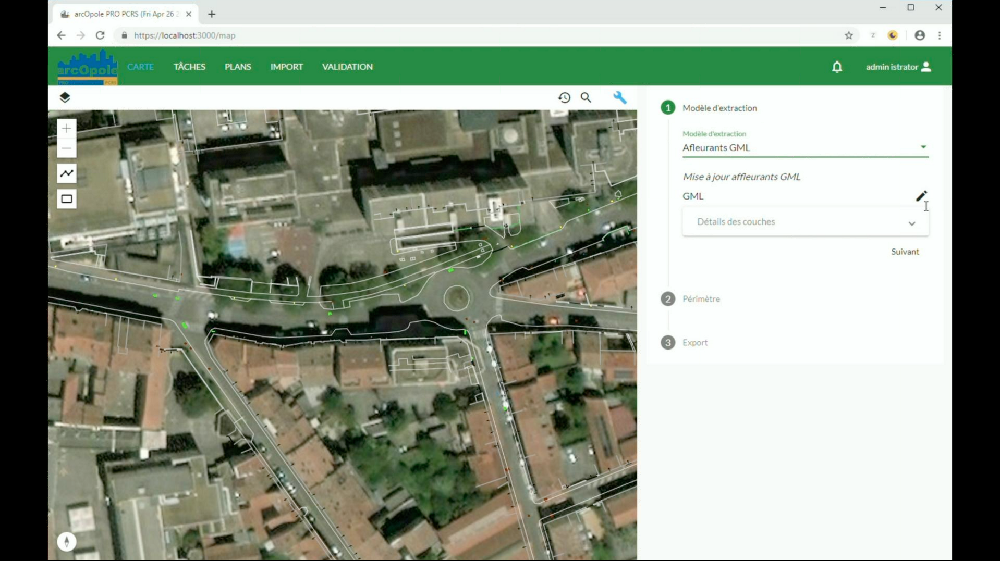 arcOpole PRO PCRS (Fri Apr 26 2
https://localhost:3000/map
arcOpole
PRO PCRS
CARTE TÂCHES PLANS IMPORT VALIDATION admin istrator
1 Modèle d'extraction
Modèle d'extraction
Afleurants GML
Mise à jour affleurants GML
GML
Détails des couches
Suivant
2 Périmètre
3 Export